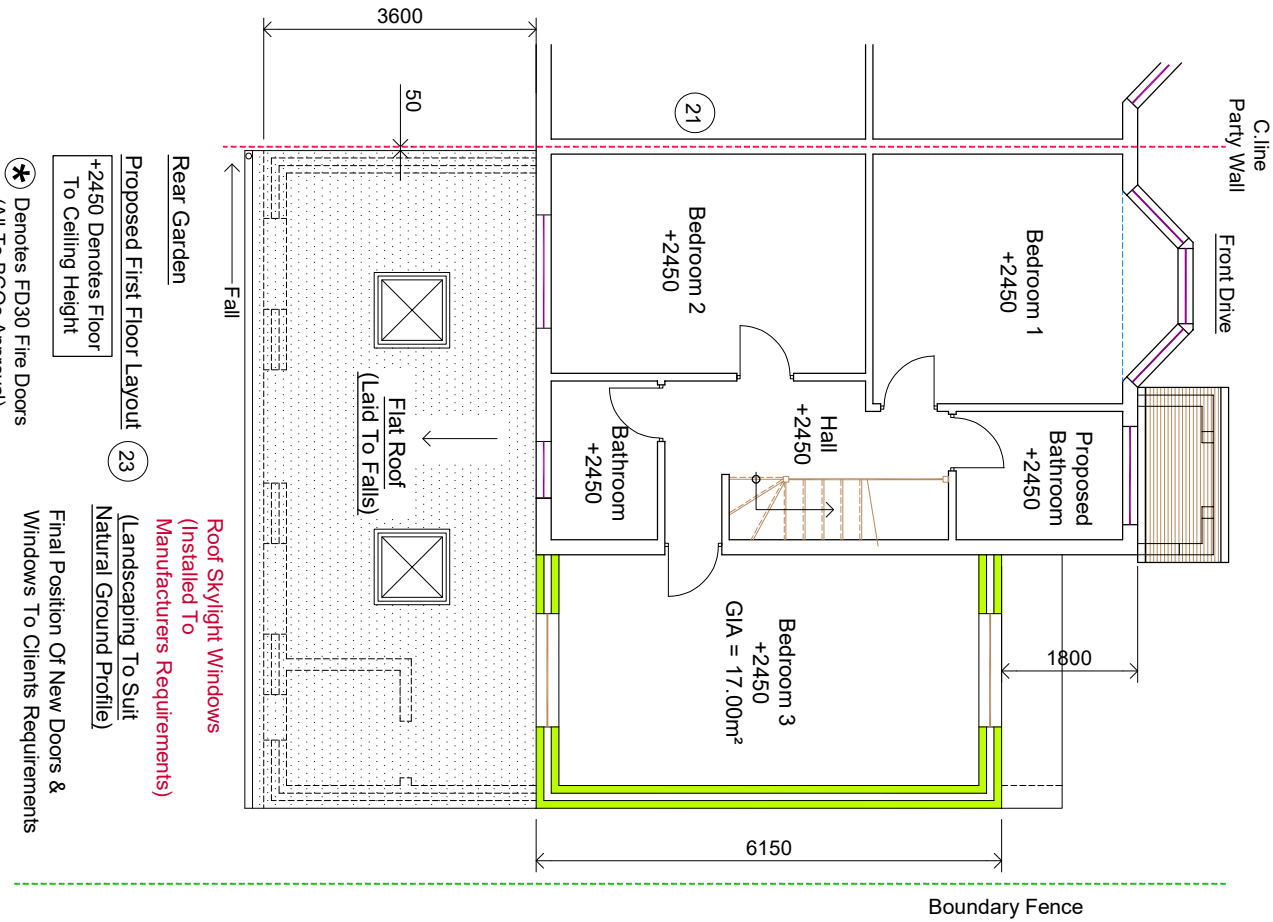 3600
50
21
C.line
Party Wall
Front Drive
Bedroom 1
+2450
Bedroom 2
+2450
Hall
+2450
Proposed
Bathroom
+2450
Bathroom
+2450
Bedroom 3
+2450
GIA = 17.00m²
1800
6150
Flat Roof
(Laid To Falls)
Fall
Rear Garden
Proposed First Floor Layout
23
+2450 Denotes Floor
To Ceiling Height
* Denotes FD30 Fire Doors
(All To BCOs Approval)
Roof Skylight Windows
(Installed To
Manufacturers Requirements)
(Landscaping To Suit
Natural Ground Profile)
Final Position Of New Doors &
Windows To Clients Requirements
Boundary Fence